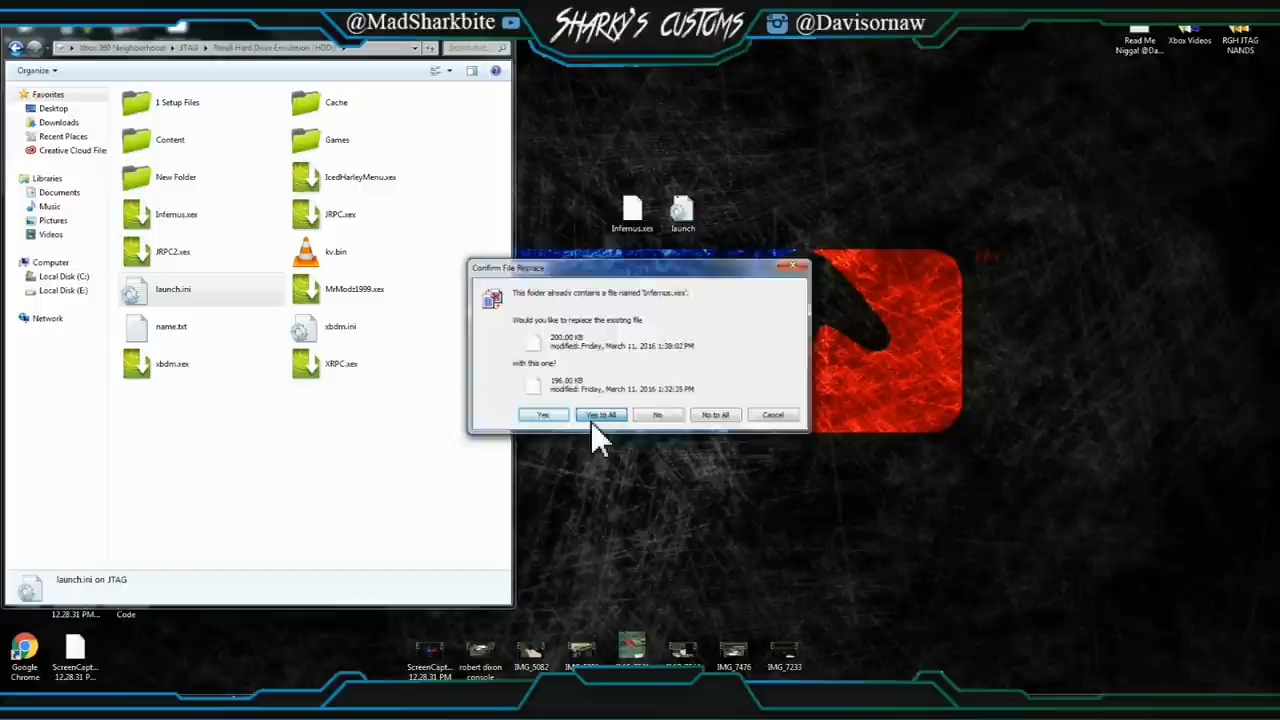 @MadSharkbite
SHARKY'S CUSTOMS
@Davisornaw
Xbox 360 Neighborhood
JTAG
Organize
Favorites
Desktop
Downloads
Recent Places
Creative Cloud File
Libraries
Documents
Music
Pictures
Videos
Computer
Local Disk (C:)
Local Disk (E:)
Network
1 Setup Files
Cache
Content
Games
New Folder
IcedHarleyMenu.xex
Infernus.xex
JRPC.xex
JRPC2.xex
kv.bin
launch.ini
MrModz1999.xex
name.txt
xbdm.ini
xbdm.xex
XRPC.xex
launch.ini on JTAG
Infernus.xex
launch
Read Me
Nigga! @Da...
Xbox Videos
RGH JTAG
NANDS
Confirm File Replace
This folder already contains a file named 'Infernus.xex'.
Would you like to replace the existing file
200.00 KB
modified: Friday, March 11, 2016 1:38:02 PM
with this one?
196.00 KB
modified: Friday, March 11, 2016 1:32:35 PM
Yes
Yes to All
No
No to All
Cancel
12.28.31 PM...
Code
Google
Chrome
ScreenCapt...
12.28.31 P...
ScreenCapt...
12.28.31 PM...
robert dixon
console
IMG_5082
IMG_7476
IMG_7233